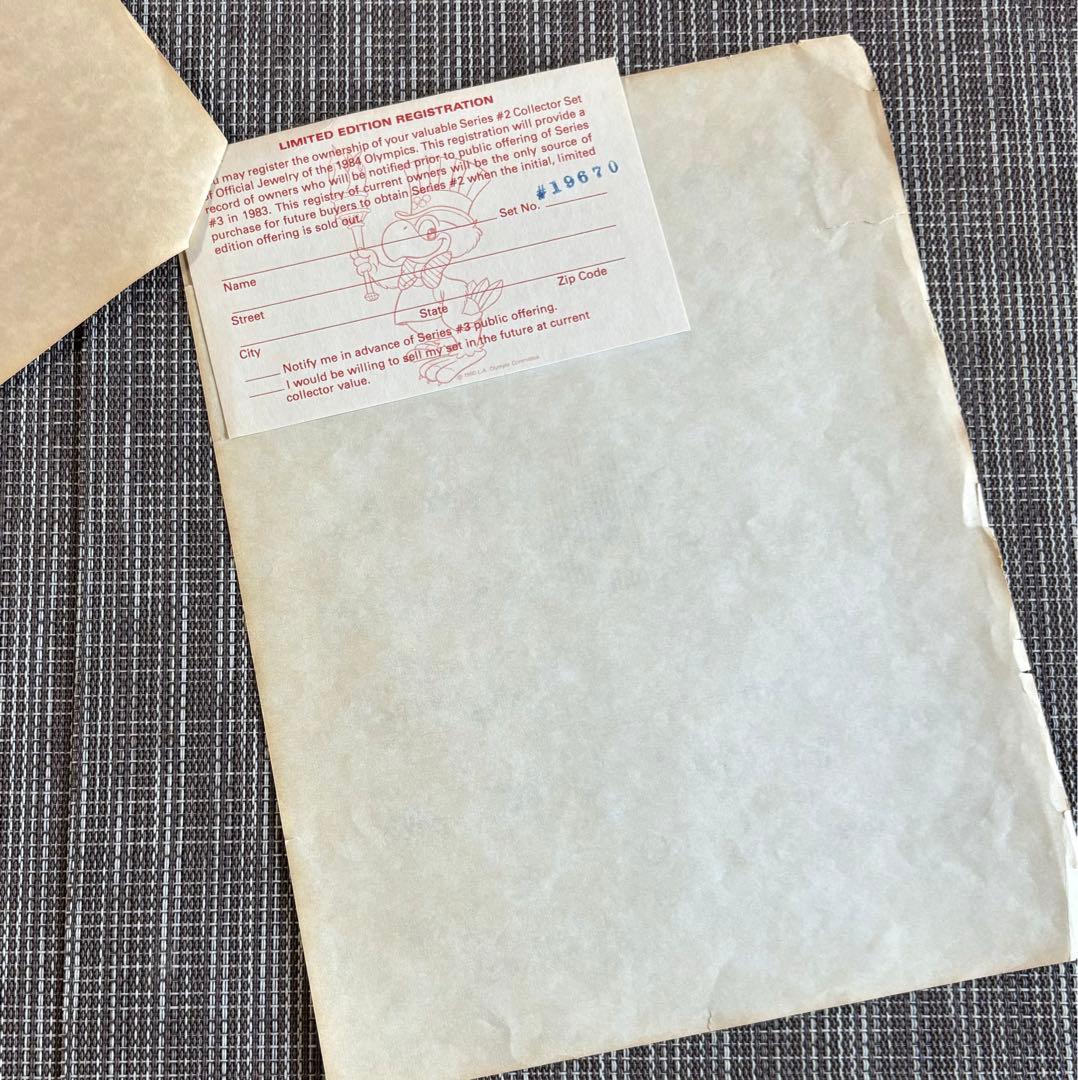 LIMITED EDITION REGISTRATION
may register the ownership of your valuable Series #2 Collector Set
Official Jewelry of the 1984 Olympics. This registration will provide a
record of owners who will be notified prior to public offering of Series
#3 in 1983. This registry of current owners will be the only source of
purchase for future buyers to obtain Series #2 when the initial, limited
edition offering is sold out.
Set No. #19670
Name
Street
City State Zip Code
Notify me in advance of Series #3 public offering.
I would be willing to sell my set in the future at current
collector value.
© 1980 L.A. Olympic Committee